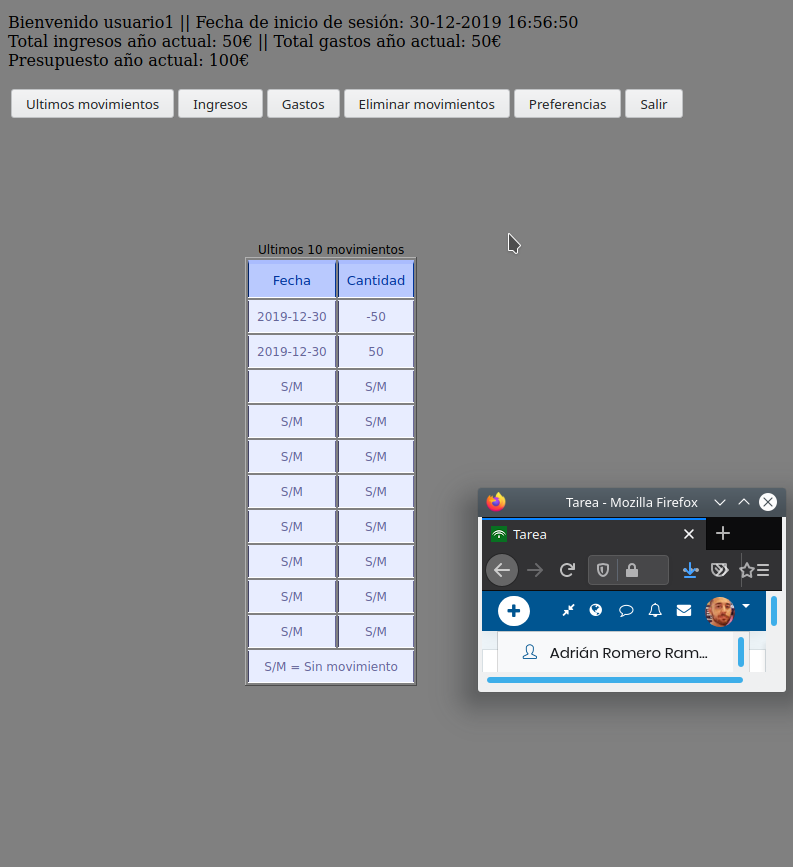 Bienvenido usuario1 || Fecha de inicio de sesión: 30-12-2019 16:56:50
Total ingresos año actual: 50€ || Total gastos año actual: 50€
Presupuesto año actual: 100€
Ultimos movimientos Ingresos Gastos Eliminar movimientos Preferencias Salir
Ultimos 10 movimientos
Fecha Cantidad
2019-12-30 -50
2019-12-30 50
S/M S/M
S/M S/M
S/M S/M
S/M S/M
S/M S/M
S/M S/M
S/M S/M
S/M S/M
S/M = Sin movimiento
Tarea - Mozilla Firefox
Tarea
Adrián Romero Ram...